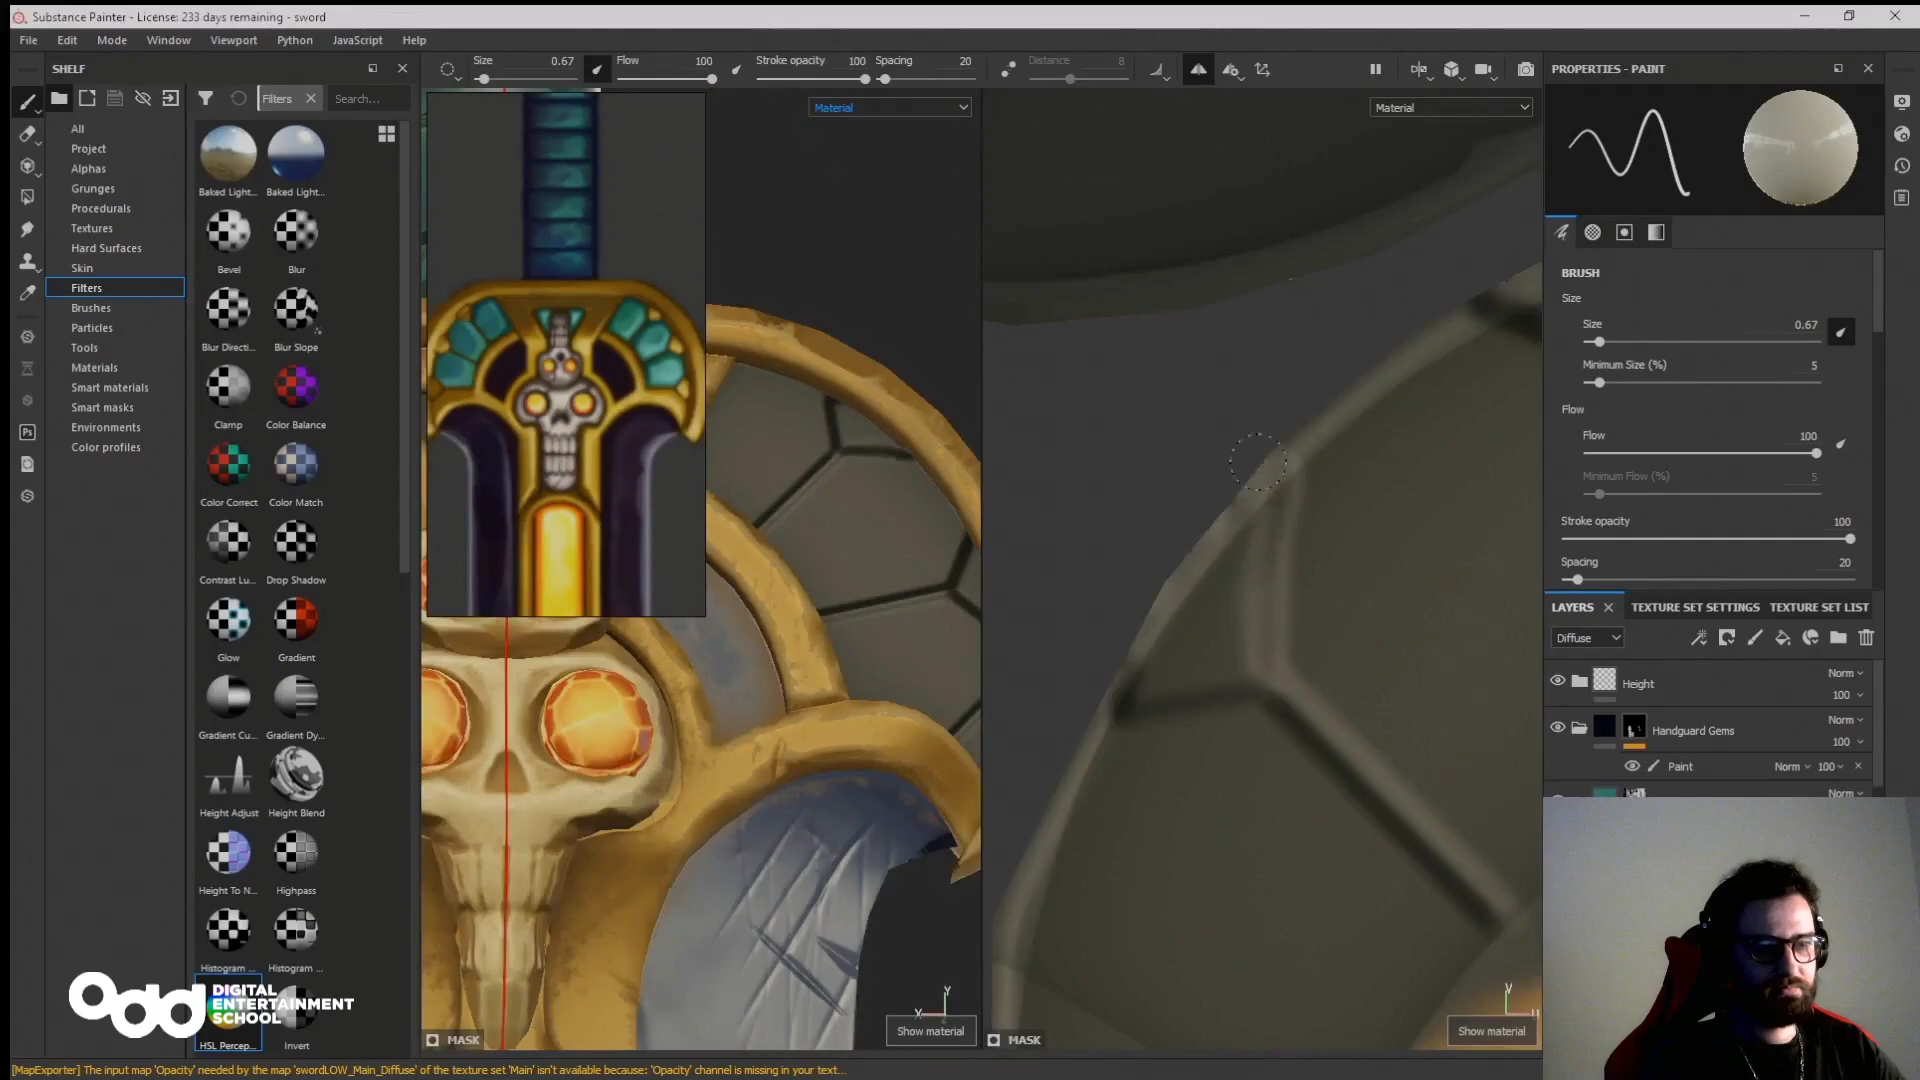 Substance Painter - License: 233 days remaining - sword
File Edit Mode Window Viewport Python JavaScript Help
SHELF
Size 0.67
Flow 100
Stroke opacity 100
Spacing 20
Distance 8
Filters
Search...
All
Project
Alphas
Grunges
Procedurals
Textures
Hard Surfaces
Skin
Filters
Brushes
Particles
Tools
Materials
Smart materials
Smart masks
Environments
Color profiles
Baked Light... Baked Light...
Bevel Blur
Blur Directi... Blur Slope
Clamp Color Balance
Color Correct Color Match
Contrast Lu... Drop Shadow
Glow Gradient
Gradient Cu... Gradient Dy...
Height Adjust Height Blend
Height To N... Highpass
Histogram ... Histogram ...
HSL Percep... Invert
Ps
Material
Material
X Y
Show material
MASK
V
Show material
MASK
PROPERTIES - PAINT
BRUSH
Size
Size 0.67
Minimum Size (%) 5
Flow
Flow 100
Minimum Flow (%) 5
Stroke opacity 100
Spacing 20
LAYERS TEXTURE SET SETTINGS TEXTURE SET LIST
Diffuse
Height Norm 100
Handguard Gems Norm 100
Paint Norm 100
Norm
odd DIGITAL
ENTERTAINMENT
SCHOOL
[MapExporter] The input map 'Opacity' needed by the map 'swordLOW_Main_Diffuse' of the texture set 'Main' isn't available because: 'Opacity' channel is missing in your text...